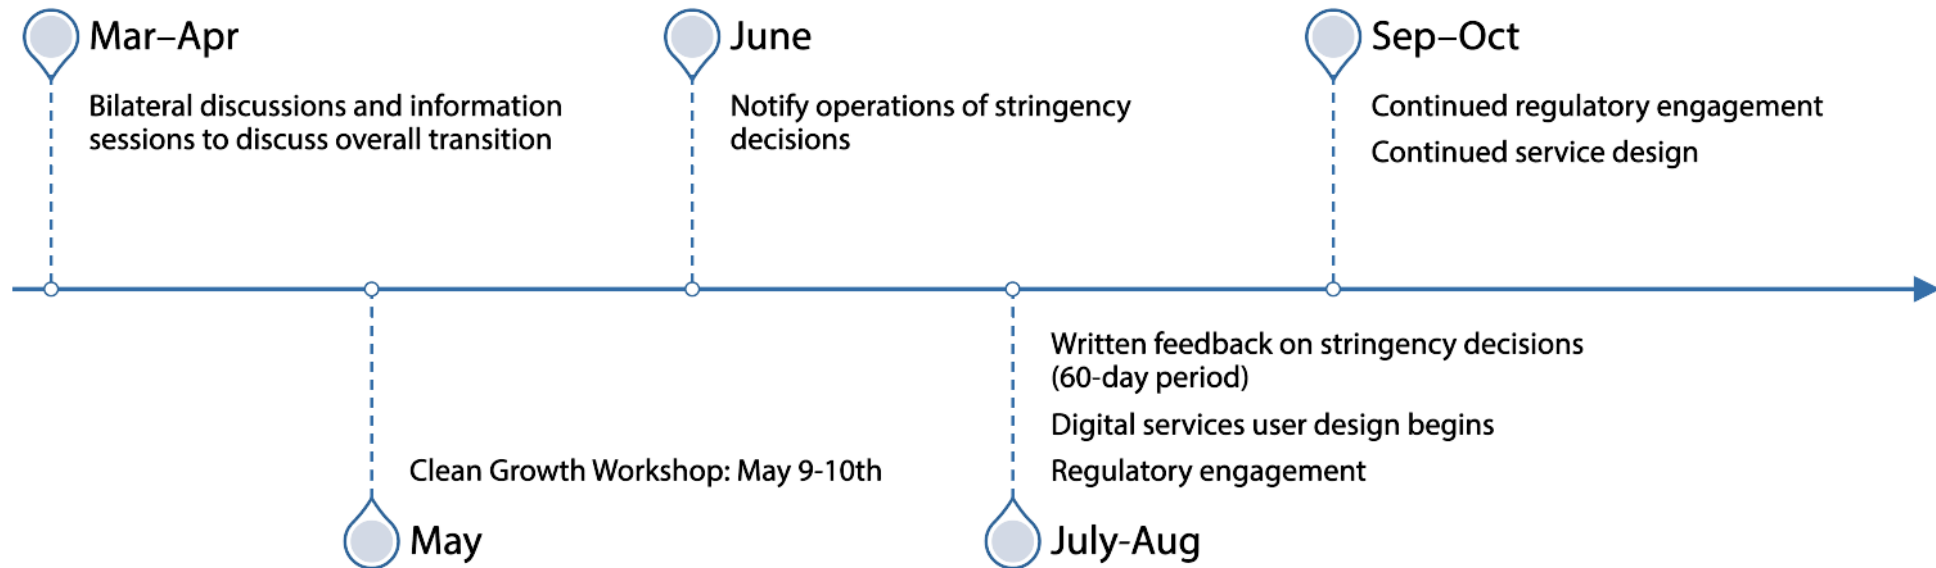 Mar–Apr
Bilateral discussions and information
sessions to discuss overall transition
June
Notify operations of stringency
decisions
Sep–Oct
Continued regulatory engagement
Continued service design
Clean Growth Workshop: May 9-10th
May
Written feedback on stringency decisions
(60-day period)
Digital services user design begins
Regulatory engagement
July-Aug